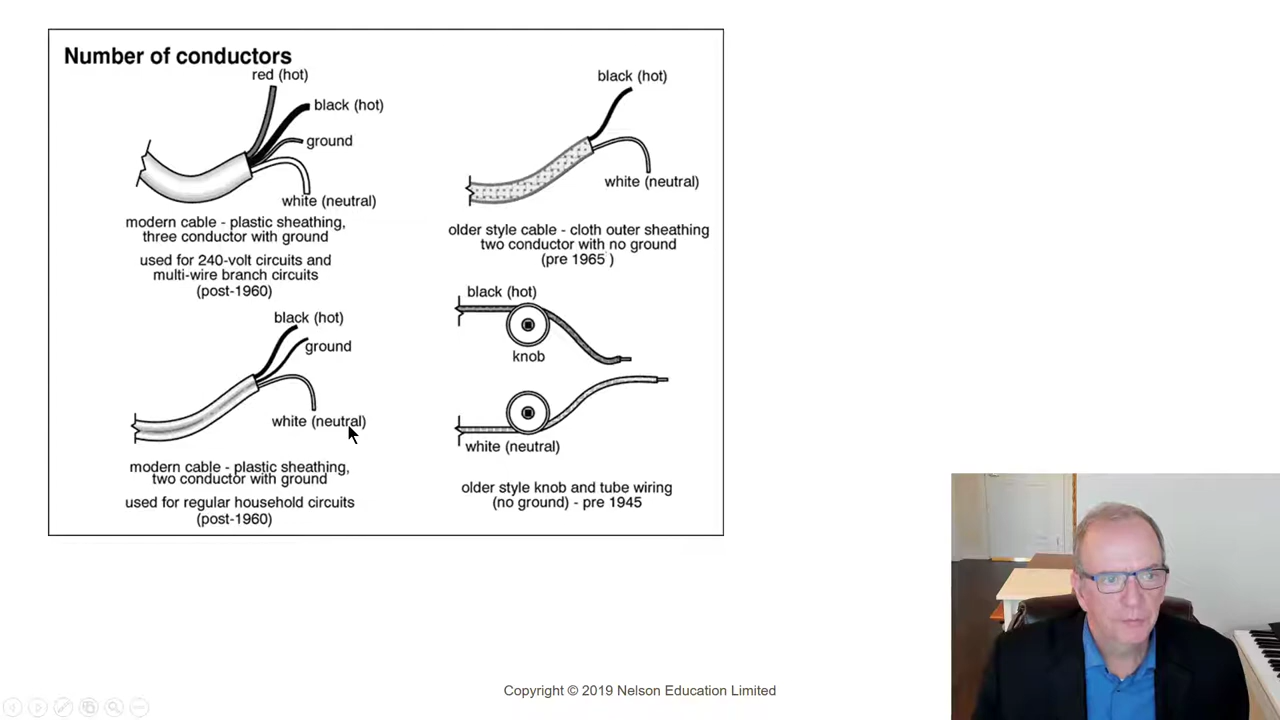 Number of conductors
red (hot)
black (hot)
ground
white (neutral)
modern cable - plastic sheathing,
three conductor with ground
used for 240-volt circuits and
multi-wire branch circuits
(post-1960)
black (hot)
white (neutral)
older style cable - cloth outer sheathing
two conductor with no ground
(pre 1965 )
black (hot)
ground
white (neutral)
modern cable - plastic sheathing,
two conductor with ground
used for regular household circuits
(post-1960)
black (hot)
knob
white (neutral)
older style knob and tube wiring
(no ground) - pre 1945
Copyright © 2019 Nelson Education Limited